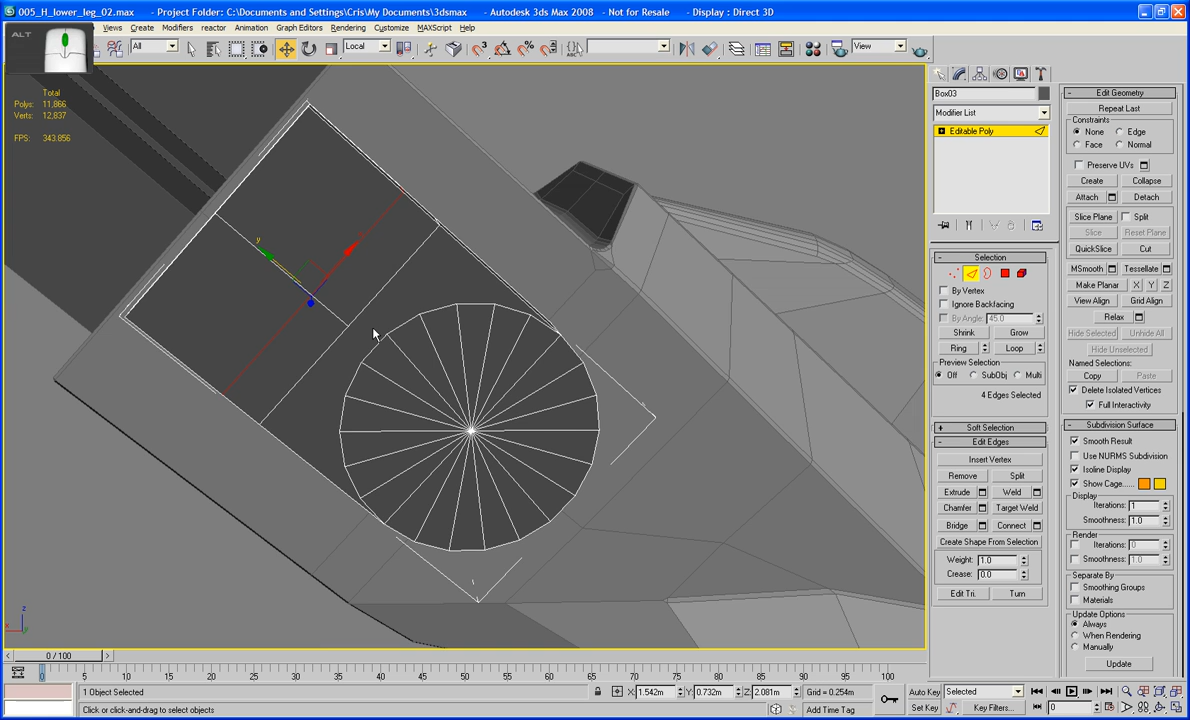 005_H_lower_leg_02.max - Project Folder: C:\Documents and Settings\Cris\My Documents\3dsmax - Autodesk 3ds Max 2008 - Not for Resale - Display : Direct 3D
ALT
Views Create Modifiers reactor Animation Graph Editors Rendering Customize MAXScript Help
All Local View
Total
Polys: 11,866
Verts: 12,837
FPS: 343.856
y
z
x y
Box03
Modifier List
Editable Poly
- Selection
By Vertex
Ignore Backfacing
By Angle: 45.0
Shrink Grow
Ring Loop
Preview Selection
Off SubObj Multi
4 Edges Selected
+ Soft Selection
- Edit Edges
Insert Vertex
Remove Split
Extrude Weld
Chamfer Target Weld
Bridge Connect
Create Shape From Selection
Weight: 1.0
Crease: 0.0
Edit Tri. Turn
- Edit Geometry
Repeat Last
Constraints
None Edge
Face Normal
Preserve UVs
Create Collapse
Attach Detach
Slice Plane Split
Slice Reset Plane
QuickSlice Cut
MSmooth Tessellate
Make Planar X Y Z
View Align Grid Align
Relax
Hide Selected Unhide All
Hide Unselected
Named Selections:
Copy Paste
Delete Isolated Vertices
Full Interactivity
- Subdivision Surface
Smooth Result
Use NURMS Subdivision
Isoline Display
Show Cage......
Display
Iterations: 1
Smoothness: 1.0
Render
Iterations: 0
Smoothness: 1.0
Separate By
Smoothing Groups
Materials
Update Options
Always
When Rendering
Manually
Update
< 0 / 100 >
0 5 10 15 20 25 30 35 40 45 50 55 60 65 70 75 80 85 90 95 100
1 Object Selected X: 1.542m Y: 0.732m Z: 2.081m Grid = 0.254m Auto Key Selected
Click or click-and-drag to select objects Add Time Tag Set Key Key Filters... 0